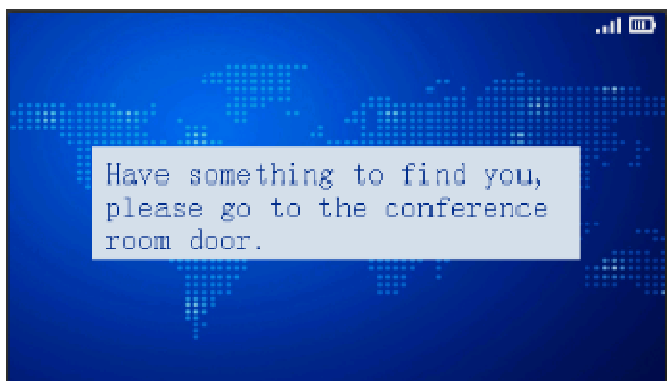 Have something to find you,
please go to the conference
room door.